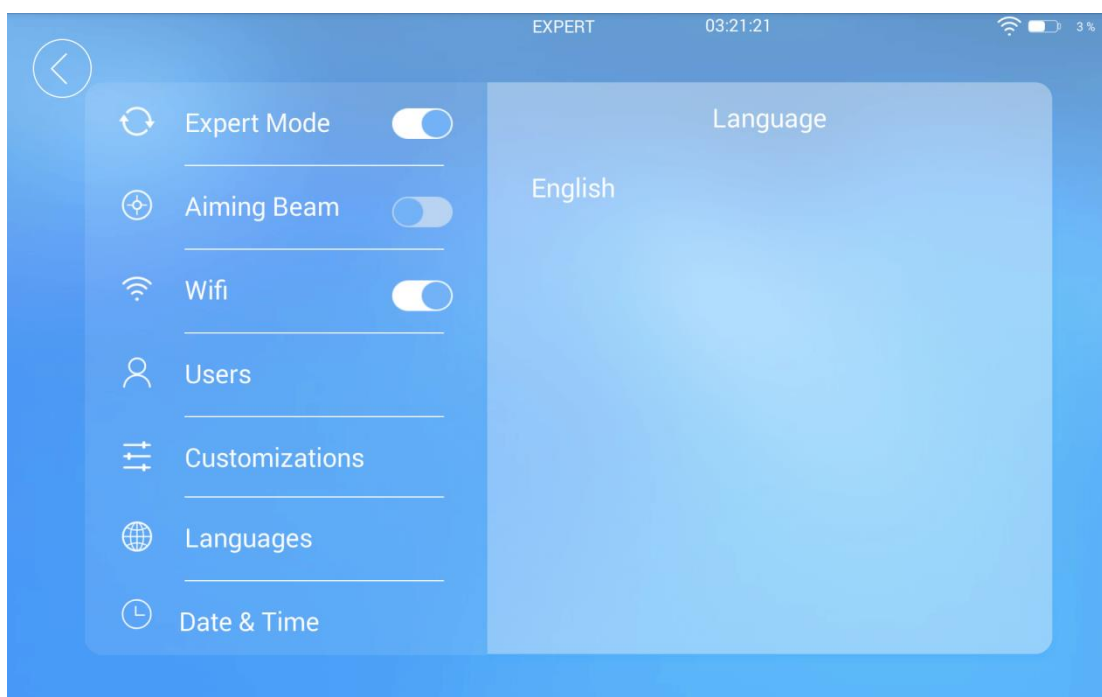 EXPERT 03:21:21 3 %
Expert Mode
Aiming Beam
Wifi
Users
Customizations
Languages
Date & Time
Language
English